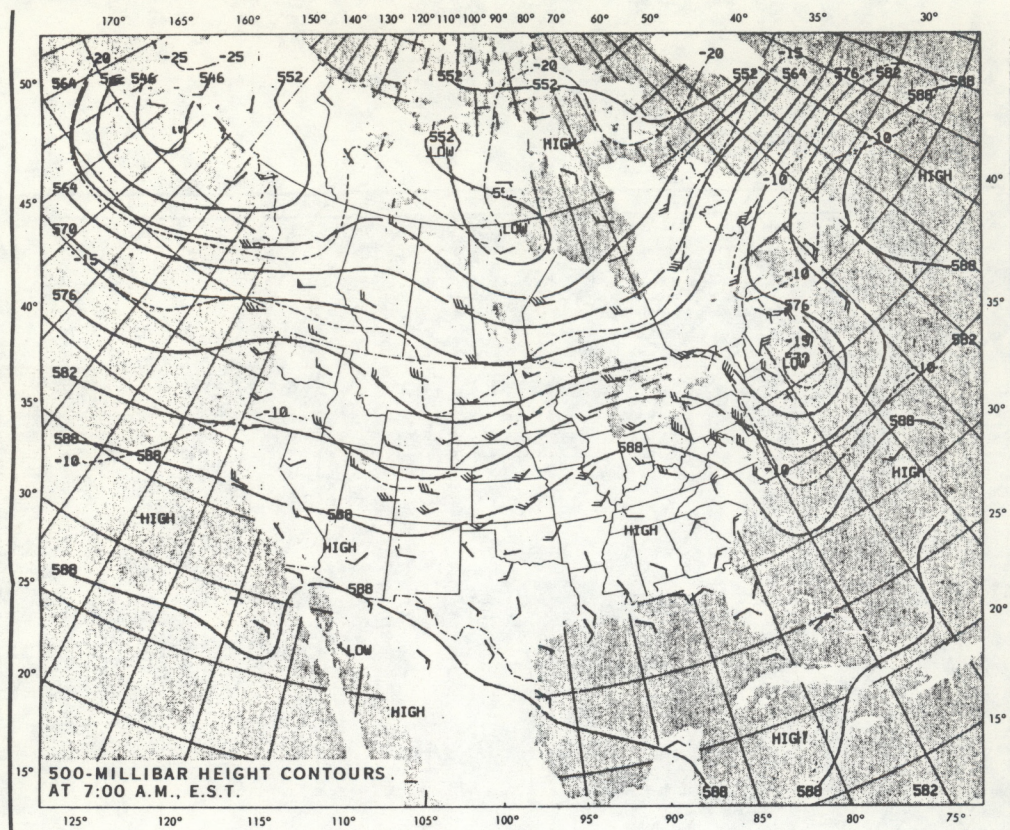 170° 165° 160° 150° 140° 130° 120° 110° 100° 90° 80° 70° 60° 50° 40° 35° 30°
-20 -25 -25 -20 -20 -15
564 546 546 552 552 552 552 564 576 582 588
50° 588
552 -10
LOW HIGH
HIGH
-10 40°
564
45° LOW
570
-15 588
-10 35°
576 576
40° -15
LOW 582
582 -10
35° -10 30°
588 588 588
-10 588 -10 HIGH
30° 25°
HIGH 588 HIGH
HIGH
588 588
25° 20°
LOW
20°
HIGH 15°
HIGH
15° 500-MILLIBAR HEIGHT CONTOURS
AT 7:00 A.M., E.S.T.
588 588 582
125° 120° 115° 110° 105° 100° 95° 90° 85° 80° 75°